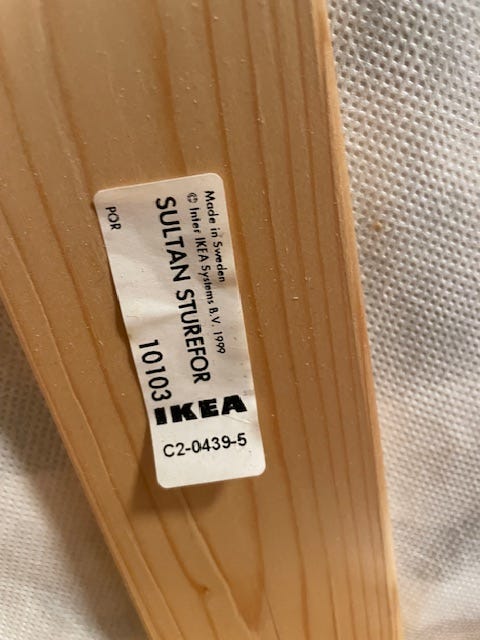 Made in Sweden
© Inter IKEA Systems B.V. 1999
SULTAN STUREFOR
10103
POR
IKEA
C2-0439-5